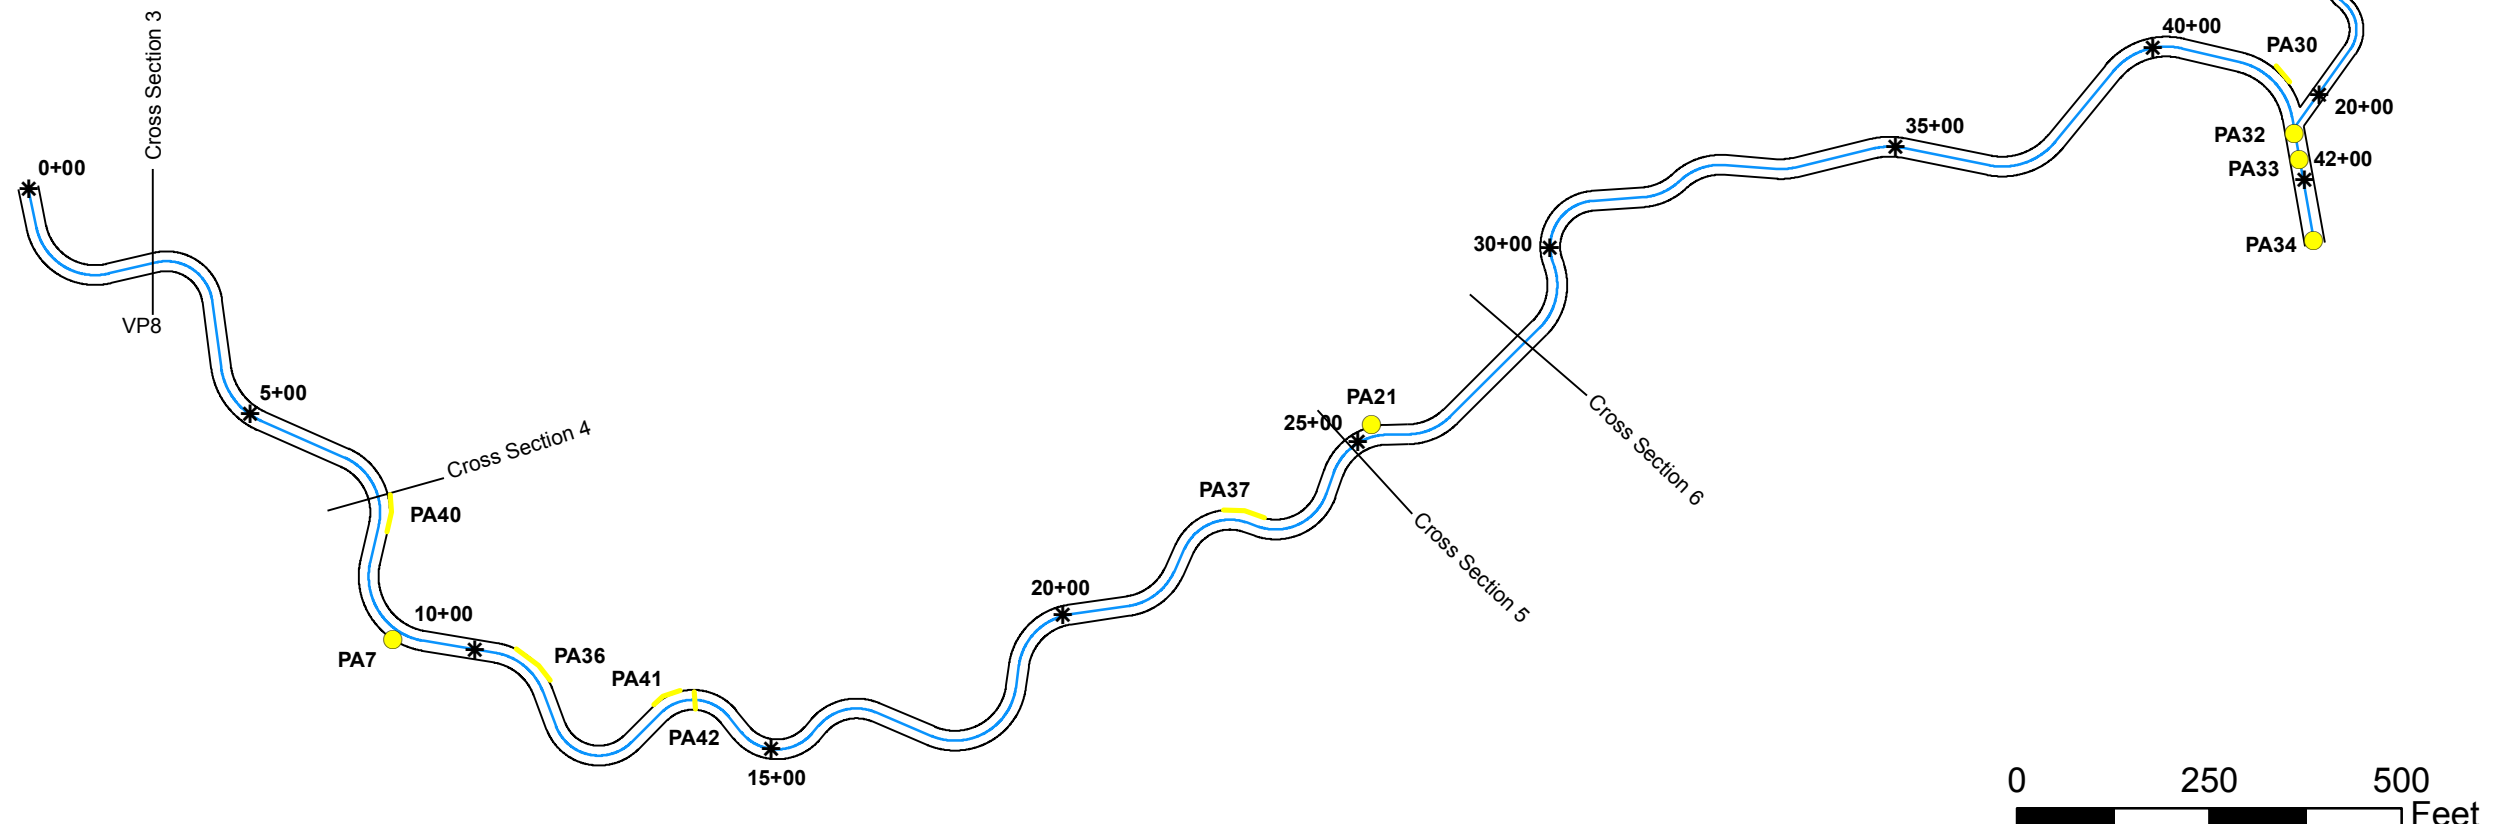 Cross Section 3
40+00
PA30
20+00
35+00
PA32
42+00
PA33
0+00
PA34
30+00
VP8
5+00
PA21
25+00
Cross Section 6
Cross Section 4
PA37
PA40
Cross Section 5
20+00
10+00
PA7
PA36
PA41
PA42
15+00
0 250 500
Feet